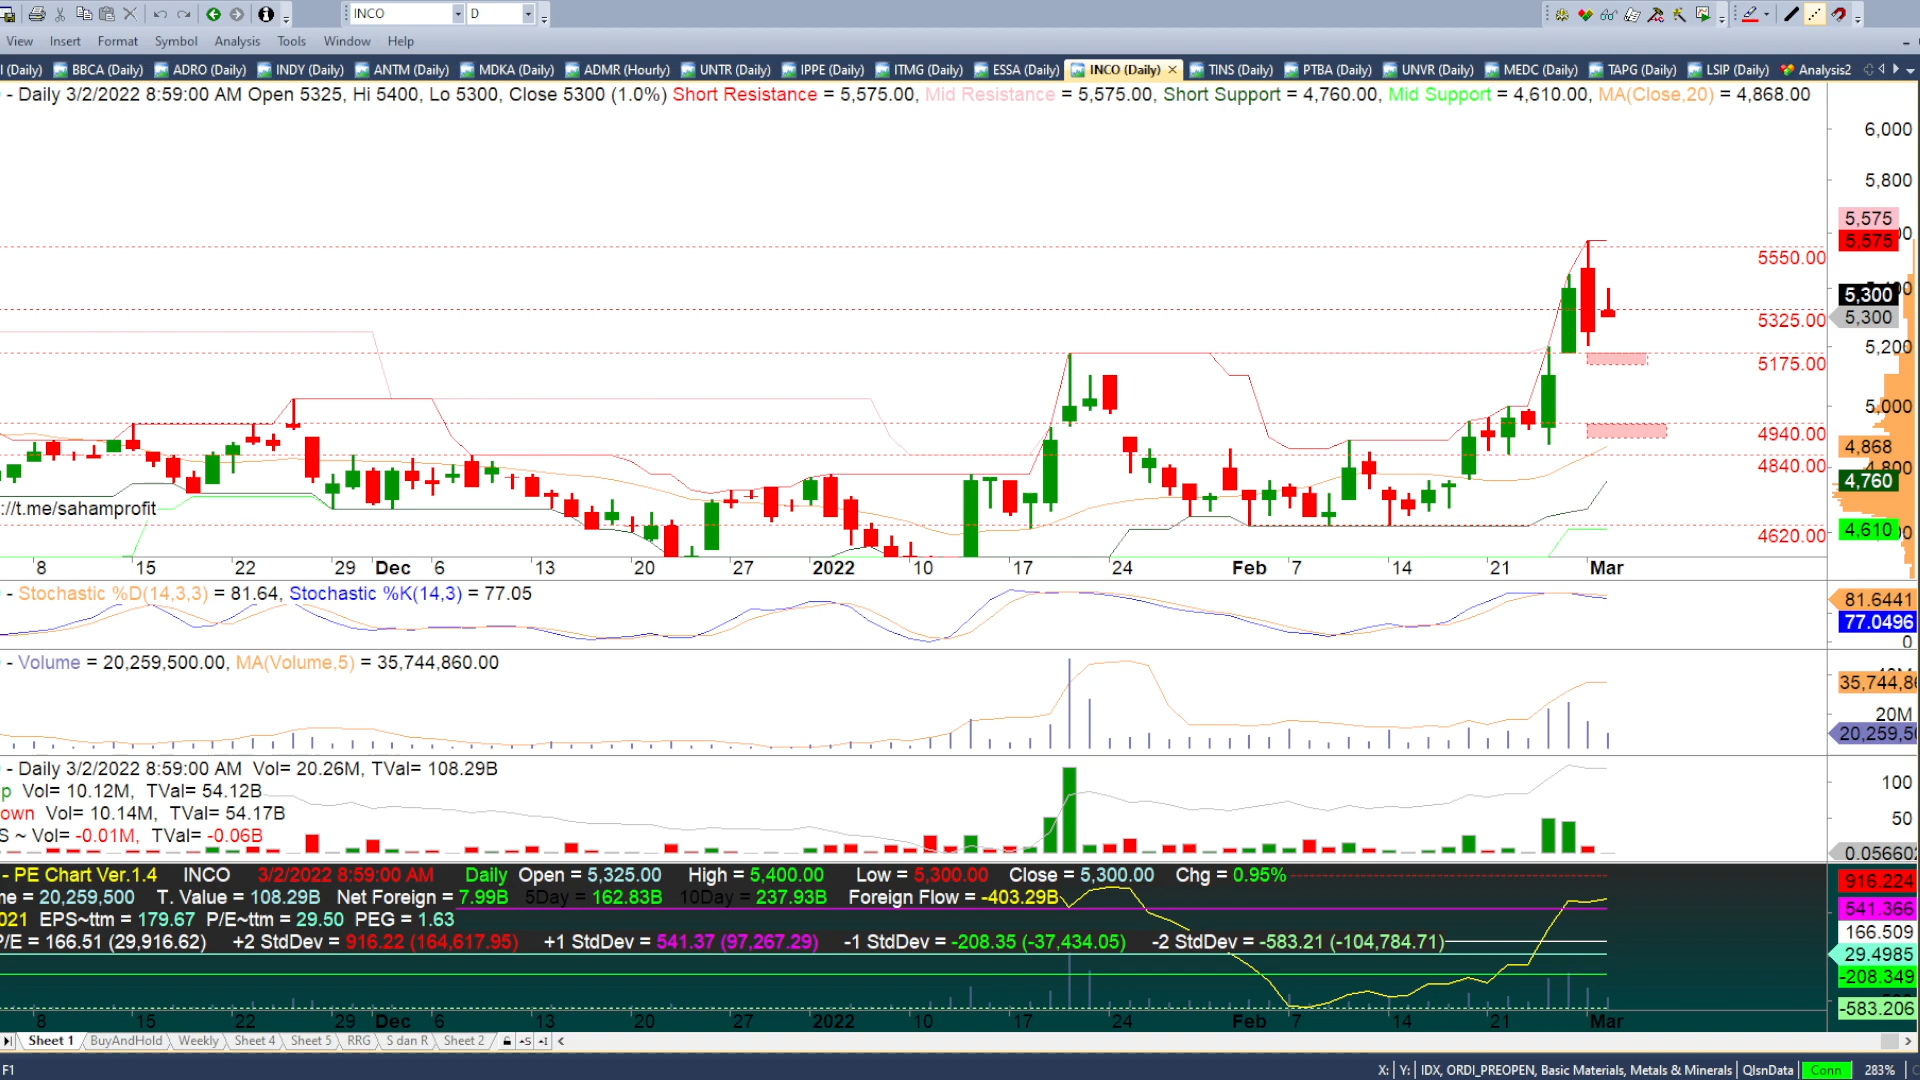 INCO D
View Insert Format Symbol Analysis Tools Window Help
I (Daily) BBCA (Daily) ADRO (Daily) INDY (Daily) ANTM (Daily) MDKA (Daily) ADMR (Hourly) UNTR (Daily) IPPE (Daily) ITMG (Daily) ESSA (Daily) INCO (Daily) TINS (Daily) PTBA (Daily) UNVR (Daily) MEDC (Daily) TAPG (Daily) LSIP (Daily) Analysis2
- Daily 3/2/2022 8:59:00 AM Open 5325, Hi 5400, Lo 5300, Close 5300 (1.0%) Short Resistance = 5,575.00, Mid Resistance = 5,575.00, Short Support = 4,760.00, Mid Support = 4,610.00, MA(Close,20) = 4,868.00
6,000
5,800
5,575
5,575
5550.00
5,300
5,300
5325.00
5,200
5175.00
5,000
4940.00
4,868
4840.00
4,800
4,760
://t.me/sahamprofit
4,610
4620.00
8 15 22 29 Dec 6 13 20 27 2022 10 17 24 Feb 7 14 21 Mar
- Stochastic %D(14,3,3) = 81.64, Stochastic %K(14,3) = 77.05
81.6441
77.0496
0
- Volume = 20,259,500.00, MA(Volume,5) = 35,744,860.00
35,744,86
20M
20,259,50
- Daily 3/2/2022 8:59:00 AM Vol= 20.26M, TVal= 108.29B
p Vol= 10.12M, TVal= 54.12B
own Vol= 10.14M, TVal= 54.17B
S ~ Vol= -0.01M, TVal= -0.06B
100
50
0.056602
- PE Chart Ver.1.4 INCO 3/2/2022 8:59:00 AM Daily Open = 5,325.00 High = 5,400.00 Low = 5,300.00 Close = 5,300.00 Chg = 0.95%
me = 20,259,500 T. Value = 108.29B Net Foreign = 7.99B 5Day = 162.83B 10Day = 237.93B Foreign Flow = -403.29B
021 EPS~ttm = 179.67 P/E~ttm = 29.50 PEG = 1.63
P/E = 166.51 (29,916.62) +2 StdDev = 916.22 (164,617.95) +1 StdDev = 541.37 (97,267.29) -1 StdDev = -208.35 (-37,434.05) -2 StdDev = -583.21 (-104,784.71)
916.224
541.366
166.509
29.4985
-208.349
-583.206
8 15 22 29 Dec 6 13 20 27 2022 10 17 24 Feb 7 14 21 Mar
Sheet 1 BuyAndHold Weekly Sheet 4 Sheet 5 RRG S dan R Sheet 2
F1 X: Y: IDX, ORDI_PREOPEN, Basic Materials, Metals & Minerals QlsnData Conn 283%